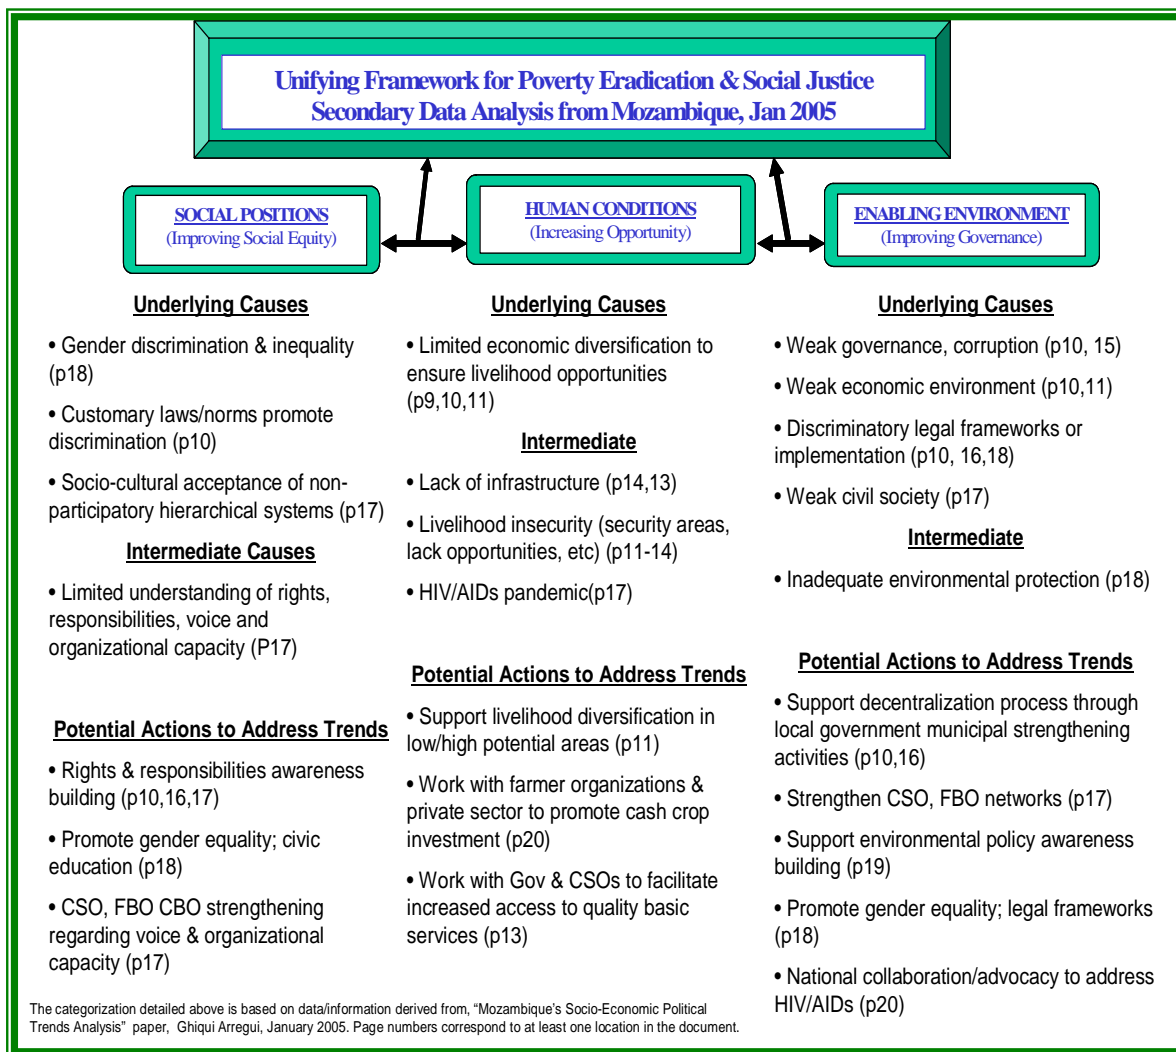 Unifying Framework for Poverty Eradication & Social Justice
Secondary Data Analysis from Mozambique, Jan 2005
SOCIAL POSITIONS
(Improving Social Equity)
HUMAN CONDITIONS
(Increasing Opportunity)
ENABLING ENVIRONMENT
(Improving Governance)
Underlying Causes
• Gender discrimination & inequality
(p18)
• Customary laws/norms promote
discrimination (p10)
• Socio-cultural acceptance of non-
participatory hierarchical systems (p17)
Intermediate Causes
• Limited understanding of rights,
responsibilities, voice and
organizational capacity (P17)
Potential Actions to Address Trends
• Rights & responsibilities awareness
building (p10,16,17)
• Promote gender equality; civic
education (p18)
• CSO, FBO CBO strengthening
regarding voice & organizational
capacity (p17)
Underlying Causes
• Limited economic diversification to
ensure livelihood opportunities
(p9,10,11)
Intermediate
• Lack of infrastructure (p14,13)
• Livelihood insecurity (security areas,
lack opportunities, etc) (p11-14)
• HIV/AIDs pandemic(p17)
Potential Actions to Address Trends
• Support livelihood diversification in
low/high potential areas (p11)
• Work with farmer organizations &
private sector to promote cash crop
investment (p20)
• Work with Gov & CSOs to facilitate
increased access to quality basic
services (p13)
Underlying Causes
• Weak governance, corruption (p10, 15)
• Weak economic environment (p10,11)
• Discriminatory legal frameworks or
implementation (p10, 16,18)
• Weak civil society (p17)
Intermediate
• Inadequate environmental protection (p18)
Potential Actions to Address Trends
• Support decentralization process through
local government municipal strengthening
activities (p10,16)
• Strengthen CSO, FBO networks (p17)
• Support environmental policy awareness
building (p19)
• Promote gender equality; legal frameworks
(p18)
• National collaboration/advocacy to address
HIV/AIDs (p20)
The categorization detailed above is based on data/information derived from, “Mozambique’s Socio-Economic Political
Trends Analysis” paper, Ghiqui Arregui, January 2005. Page numbers correspond to at least one location in the document.